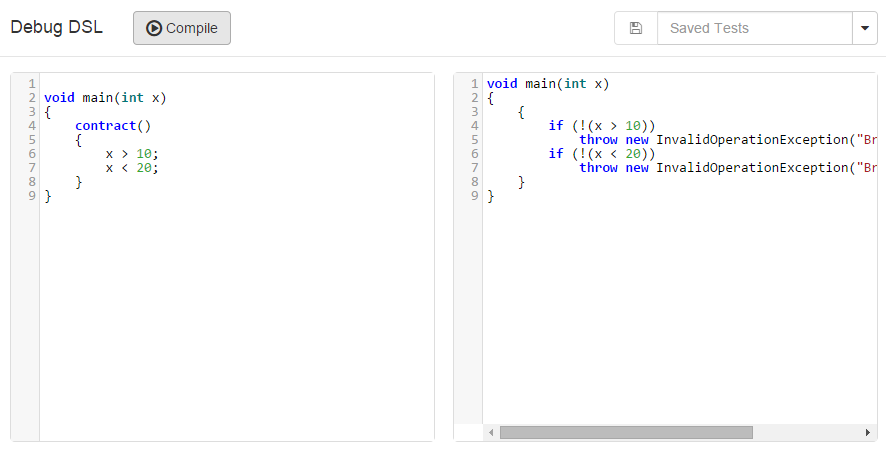 Debug DSL Compile Saved Tests
1
2 void main(int x)
3 {
4 contract()
5 {
6 x > 10;
7 x < 20;
8 }
9 }
1 void main(int x)
2 {
3 {
4 if (!(x > 10))
5 throw new InvalidOperationException("Br
6 if (!(x < 20))
7 throw new InvalidOperationException("Br
8 }
9 }